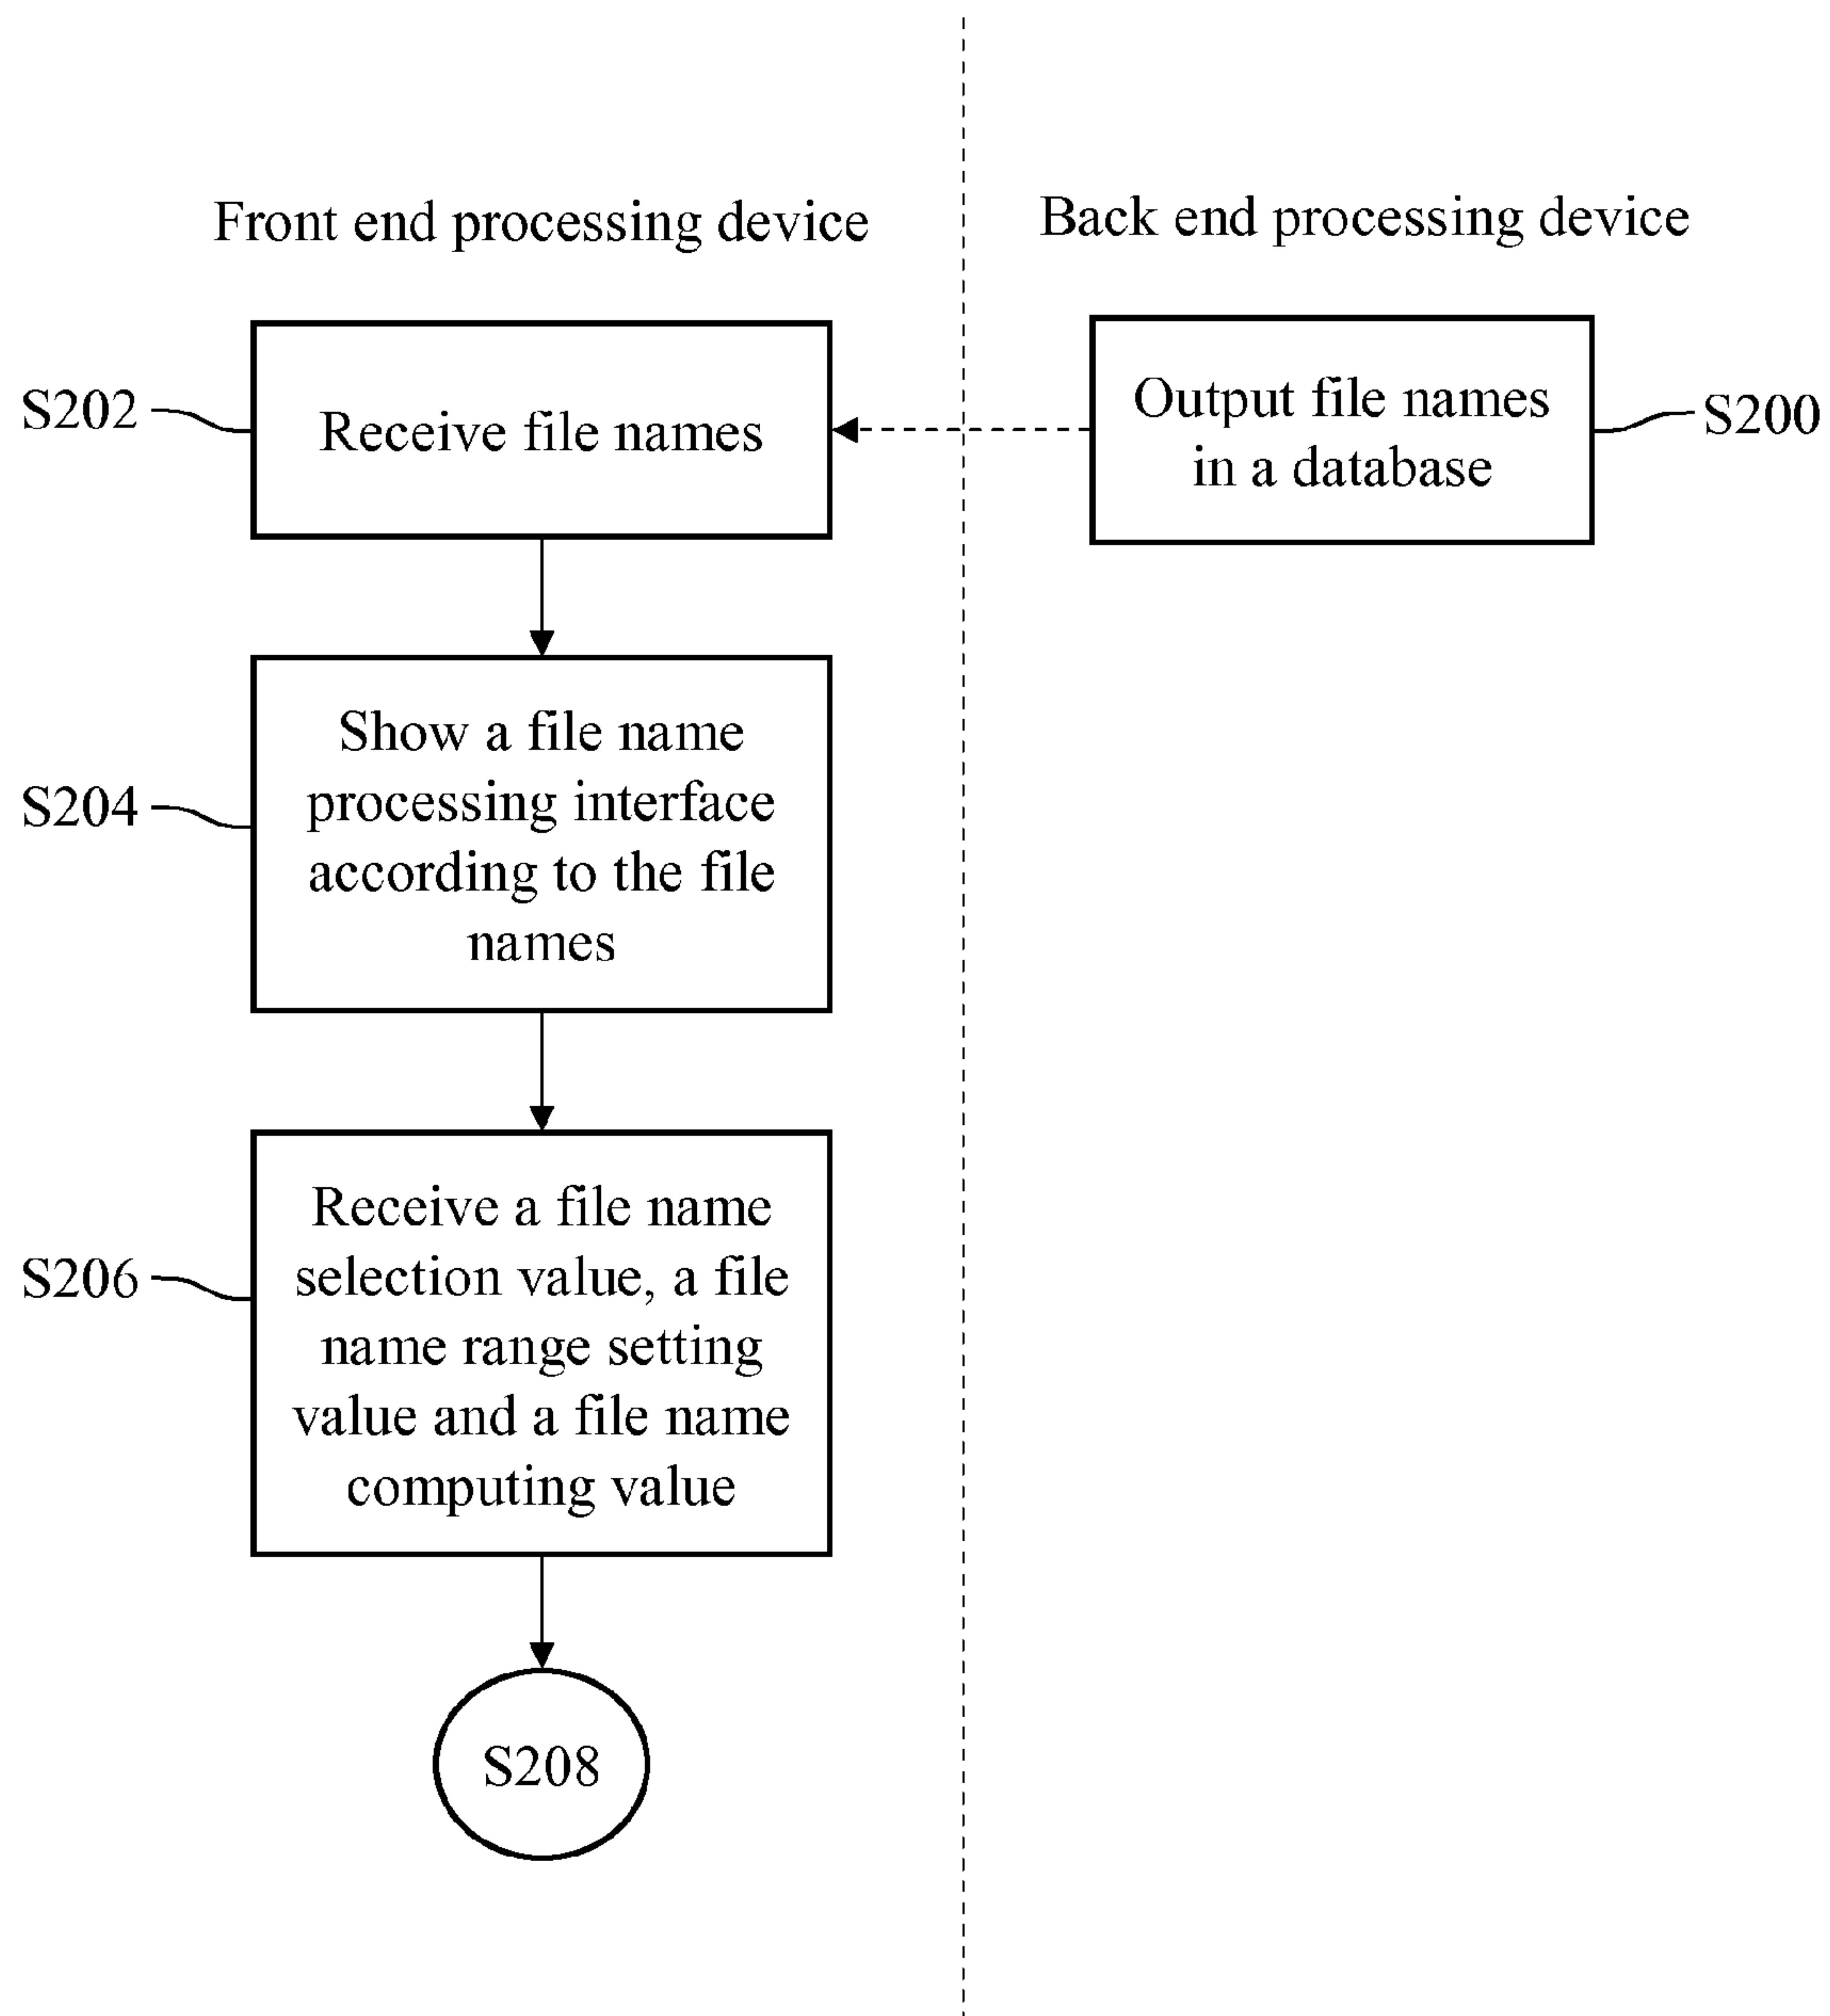 Front end processing device
Back end processing device
S202
Receive file names
Output file names
in a database
S200
S204
Show a file name
processing interface
according to the file
names
S206
Receive a file name
selection value, a file
name range setting
value and a file name
computing value
S208